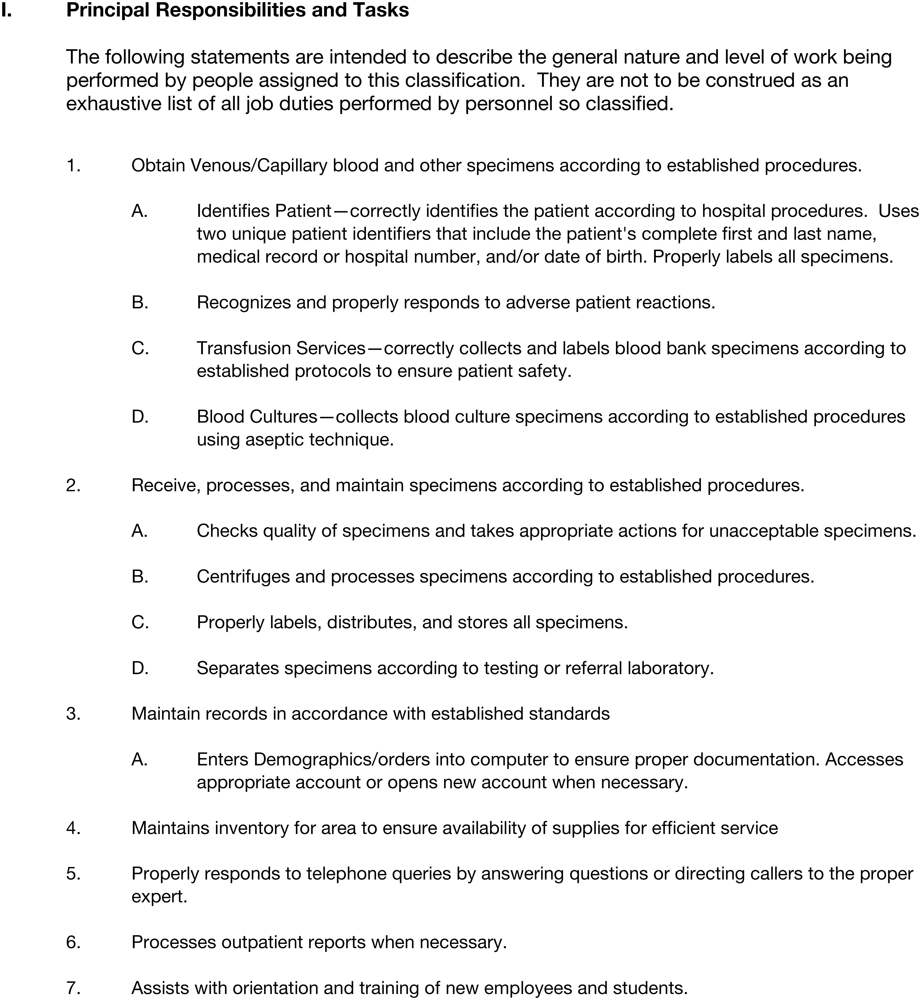 I. Principal Responsibilities and Tasks
The following statements are intended to describe the general nature and level of work being
performed by people assigned to this classification.  They are not to be construed as an
exhaustive list of all job duties performed by personnel so classified.
1. Obtain Venous/Capillary blood and other specimens according to established procedures.
A. Identifies Patient—correctly identifies the patient according to hospital procedures.  Uses
two unique patient identifiers that include the patient's complete first and last name,
medical record or hospital number, and/or date of birth. Properly labels all specimens.
B. Recognizes and properly responds to adverse patient reactions.
C. Transfusion Services—correctly collects and labels blood bank specimens according to
established protocols to ensure patient safety.
D. Blood Cultures—collects blood culture specimens according to established procedures
using aseptic technique.
2. Receive, processes, and maintain specimens according to established procedures.
A. Checks quality of specimens and takes appropriate actions for unacceptable specimens.
B. Centrifuges and processes specimens according to established procedures.
C. Properly labels, distributes, and stores all specimens.
D. Separates specimens according to testing or referral laboratory.
3. Maintain records in accordance with established standards
A. Enters Demographics/orders into computer to ensure proper documentation. Accesses
appropriate account or opens new account when necessary.
4. Maintains inventory for area to ensure availability of supplies for efficient service
5. Properly responds to telephone queries by answering questions or directing callers to the proper
expert.
6. Processes outpatient reports when necessary.
7. Assists with orientation and training of new employees and students.